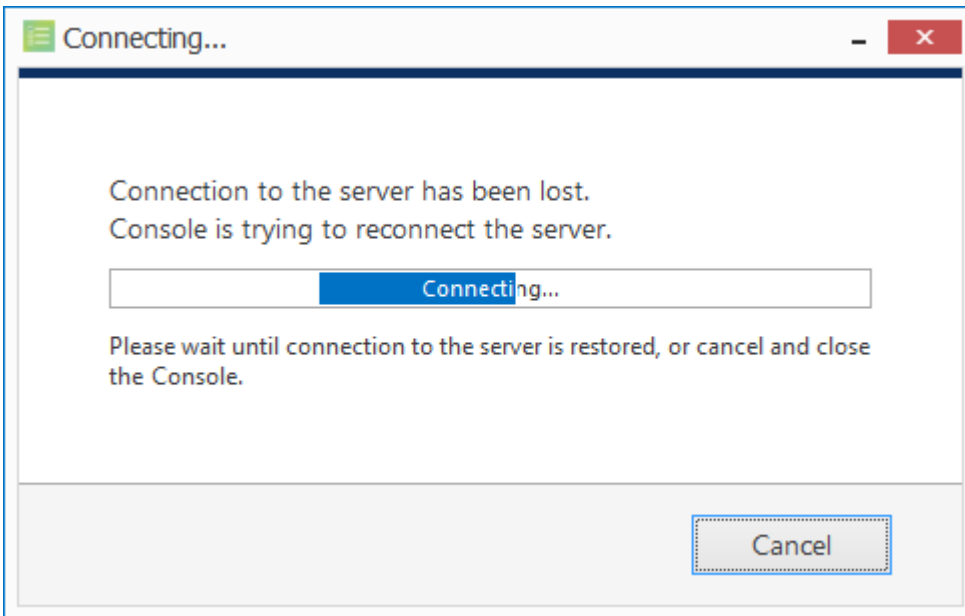 Connecting...
Connection to the server has been lost.
Console is trying to reconnect the server.
Connecting...
Please wait until connection to the server is restored, or cancel and close
the Console.
Cancel